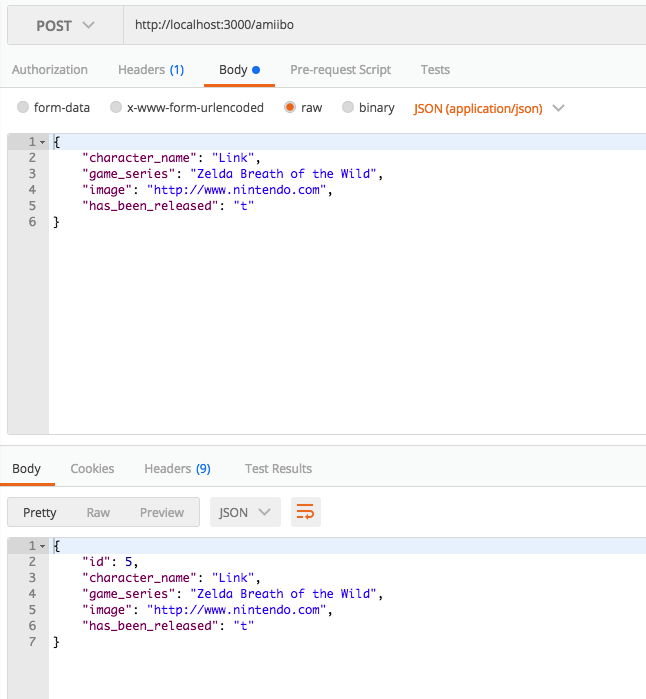 POST http://localhost:3000/amiibo
Authorization Headers (1) Body Pre-request Script Tests
form-data x-www-form-urlencoded raw binary JSON (application/json)
1 {
2 "character_name": "Link",
3 "game_series": "Zelda Breath of the Wild",
4 "image": "http://www.nintendo.com",
5 "has_been_released": "t"
6 }
Body Cookies Headers (9) Test Results
Pretty Raw Preview JSON
1 {
2 "id": 5,
3 "character_name": "Link",
4 "game_series": "Zelda Breath of the Wild",
5 "image": "http://www.nintendo.com",
6 "has_been_released": "t"
7 }